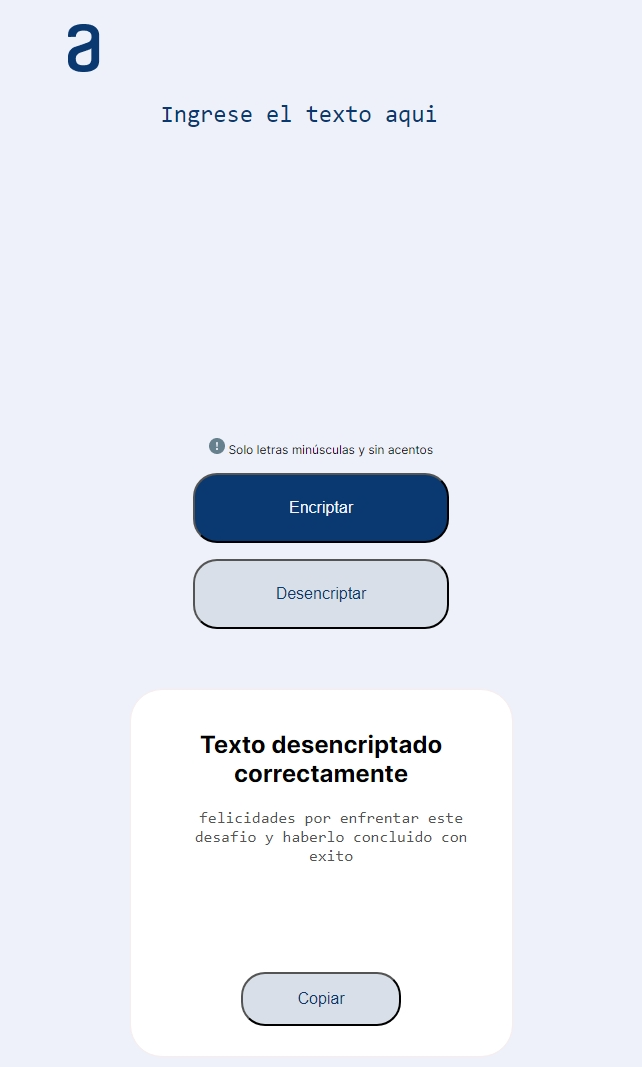 a
Ingrese el texto aqui
! Solo letras minúsculas y sin acentos
Encriptar
Desencriptar
Texto desencriptado
correctamente
felicidades por enfrentar este
desafio y haberlo concluido con
exito
Copiar